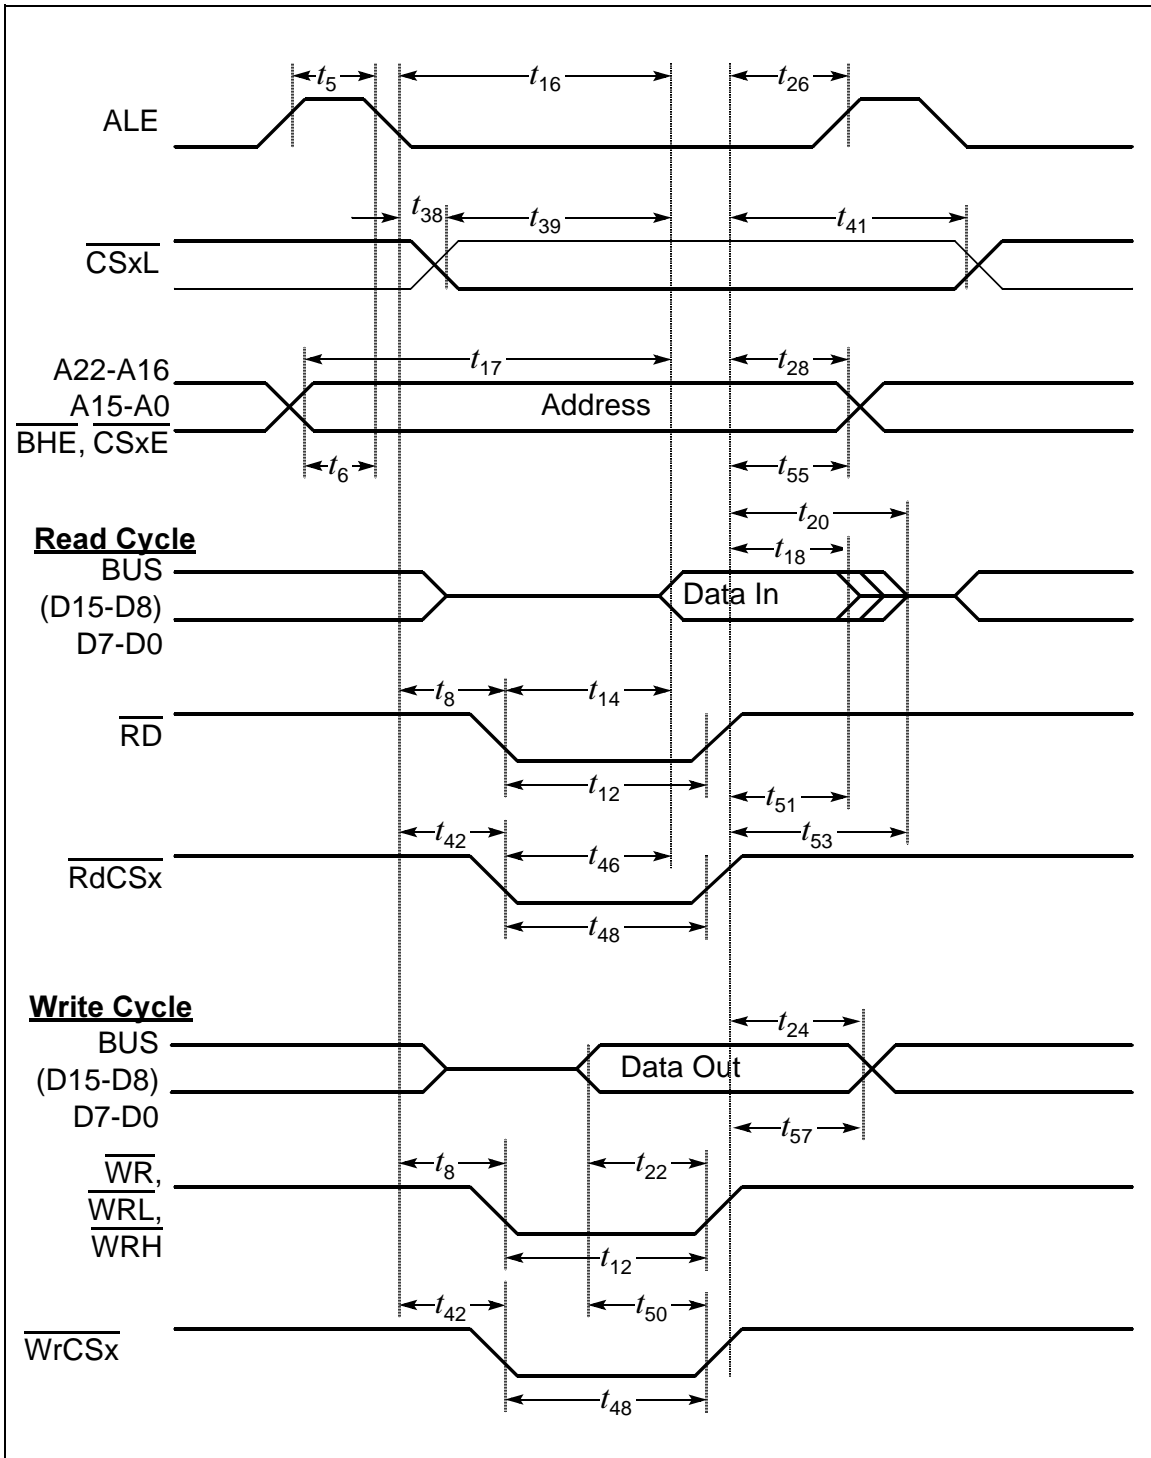 t5 t16 t26
ALE
t38 t39 t41
CSxL
t17 t28
A22-A16
A15-A0 Address
BHE, CSxE
t6 t55
t20
Read Cycle
t18
BUS
(D15-D8) Data In
D7-D0
t8 t14
RD
t12 t51
t42 t46 t53
RdCSx
t48
Write Cycle
t24
BUS
(D15-D8) Data Out
D7-D0
t57
t8 t22
WR,
WRL,
WRH
t12
t42 t50
WrCSx
t48